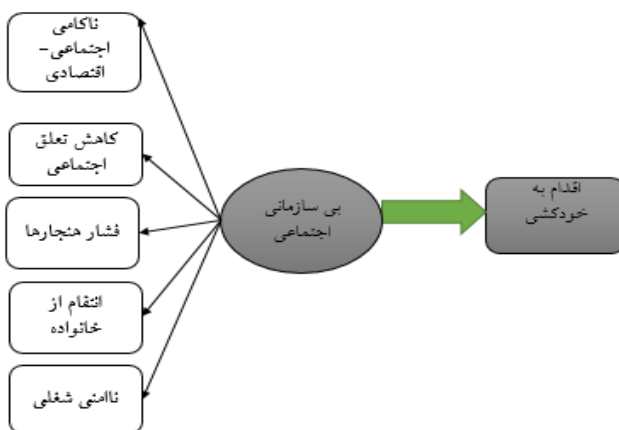 ناکامی
اجتماعی-
اقتصادی
کاهش تعلق
اجتماعی
فشار هنجارها
انتقام از
خانواده
ناامنی شغلی
بی سازمانی
اجتماعی
اقدام به
خودکشی